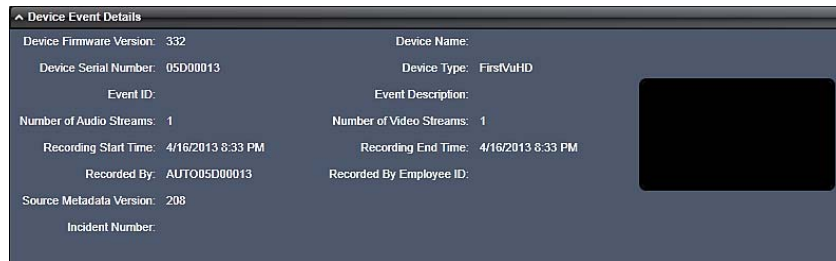 Device Event Details
Device Firmware Version: 332 Device Name:
Device Serial Number: 05D00013 Device Type: FirstVuHD
Event ID: Event Description:
Number of Audio Streams: 1 Number of Video Streams: 1
Recording Start Time: 4/16/2013 8:33 PM Recording End Time: 4/16/2013 8:33 PM
Recorded By: AUTO05D00013 Recorded By Employee ID:
Source Metadata Version: 208
Incident Number: